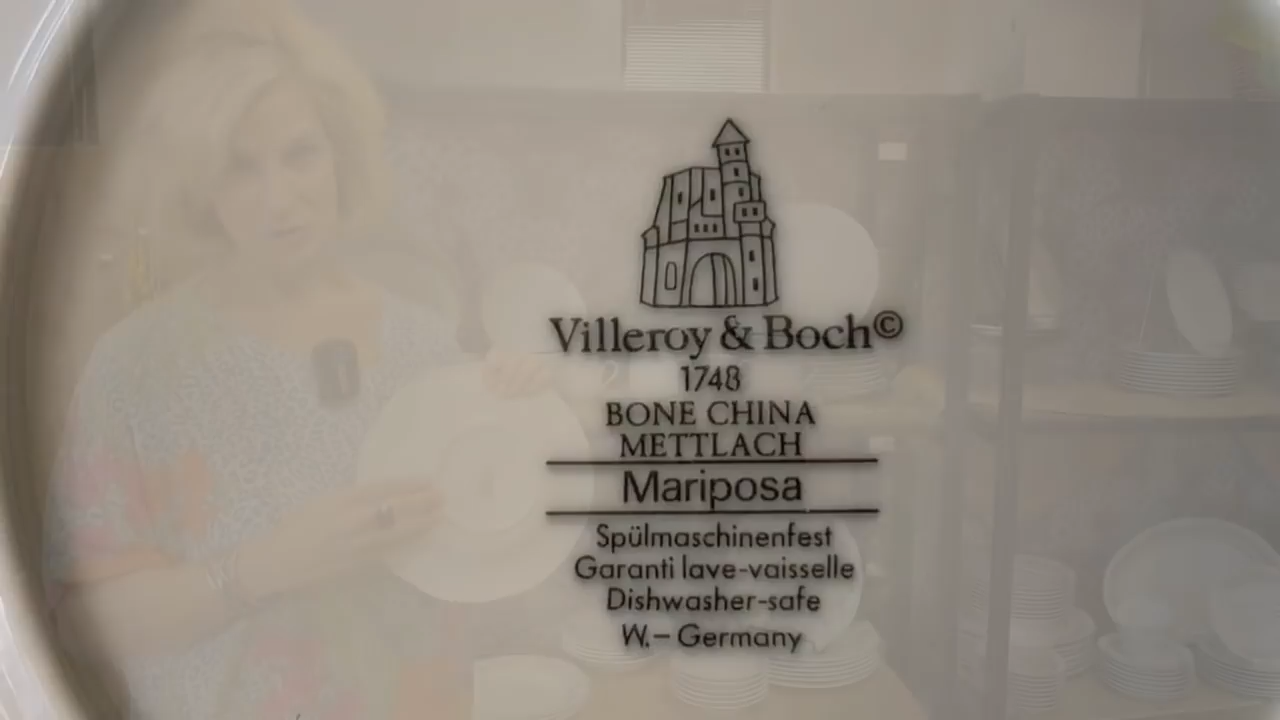 Villeroy & Boch©
1748
BONE CHINA
METTLACH
Mariposa
Spülmaschinenfest
Garanti lave-vaisselle
Dishwasher-safe
W.– Germany